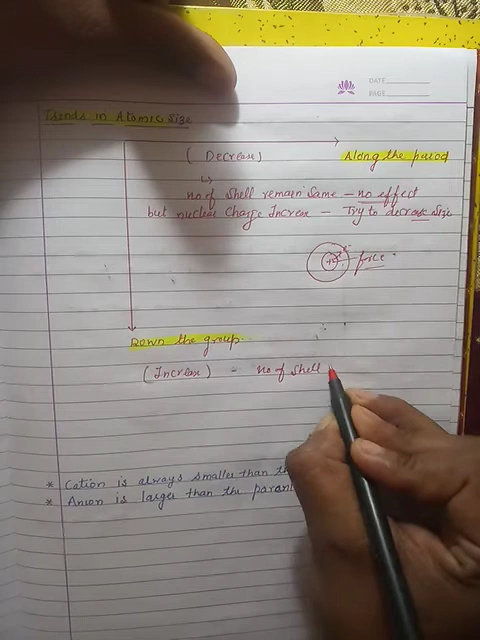 DATE
PAGE
Trends in Atomic Size
(Decrease)
Along the period
no of shell remain same - no effect
but nuclear charge Increase - Try to decrease size
force
Down the group
(Increase) - no of shell
* Cation is always smaller than th
* Anion is larger than the parant